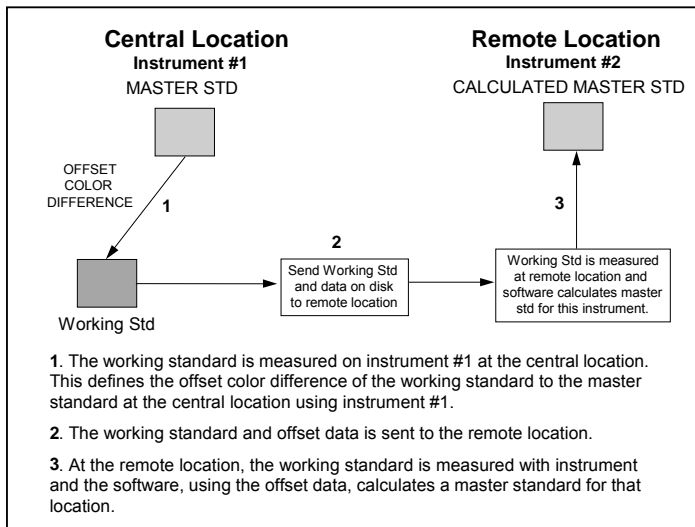 Central Location
Instrument #1
MASTER STD
Remote Location
Instrument #2
CALCULATED MASTER STD
OFFSET
COLOR
DIFFERENCE
1
3
2
Send Working Std
and data on disk
to remote location
Working Std is measured
at remote location and
software calculates master
std for this instrument.
Working Std
1. The working standard is measured on instrument #1 at the central location.
This defines the offset color difference of the working standard to the master
standard at the central location using instrument #1.
2. The working standard and offset data is sent to the remote location.
3. At the remote location, the working standard is measured with instrument
and the software, using the offset data, calculates a master standard for that
location.